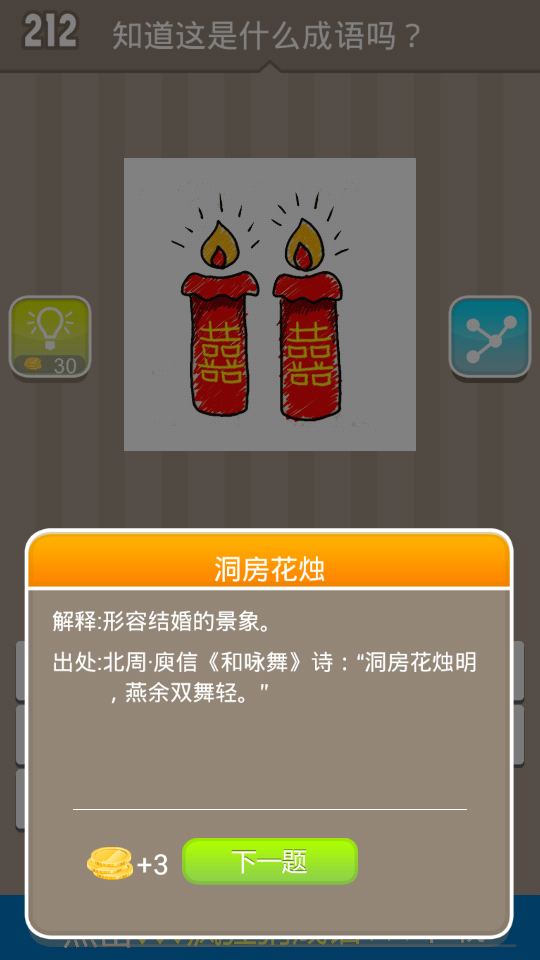 212
知道这是什么成语吗？
囍 囍
30
洞房花烛
解释:形容结婚的景象。
出处:北周·庾信《和咏舞》诗：“洞房花烛明
，燕余双舞轻。”
+3
下一题